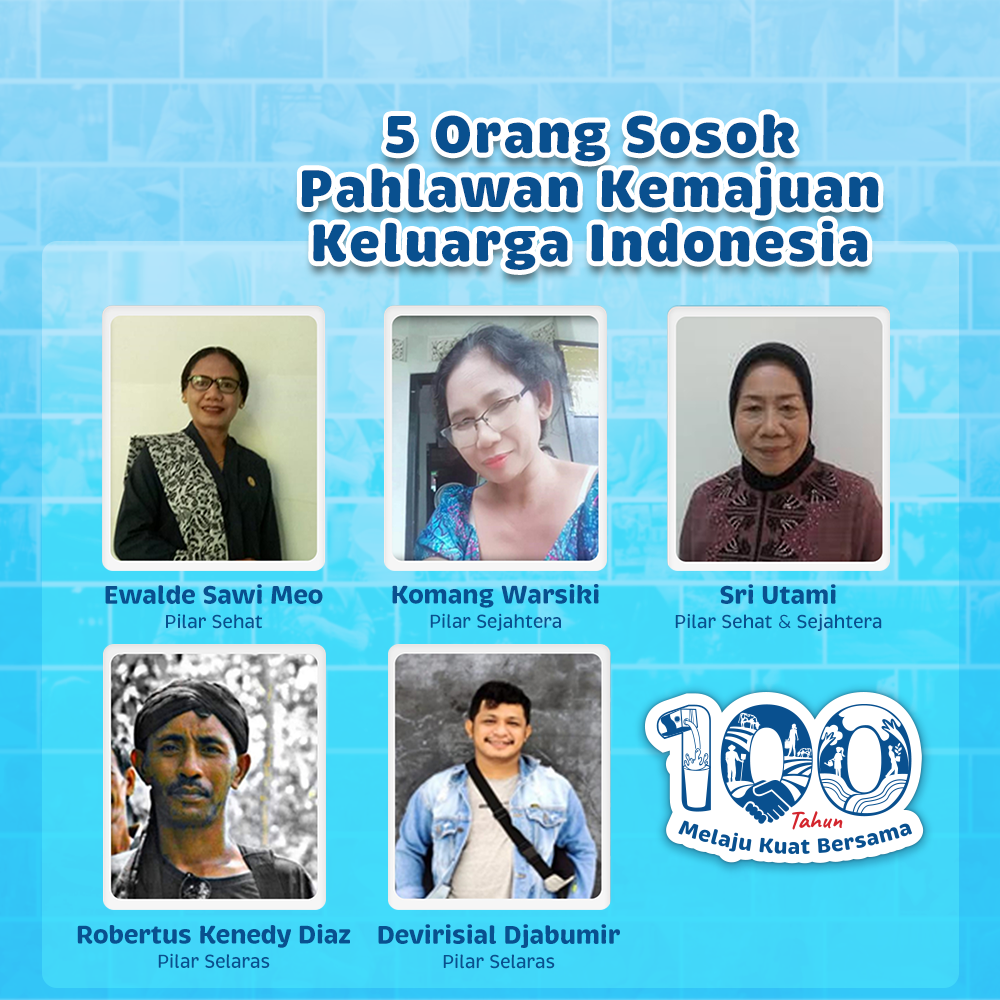 5 Orang Sosok
Pahlawan Kemajuan
Keluarga Indonesia
Ewalde Sawi Meo
Pilar Sehat
Komang Warsiki
Pilar Sejahtera
Sri Utami
Pilar Sehat & Sejahtera
Robertus Kenedy Diaz
Pilar Selaras
Devirisial Djabumir
Pilar Selaras
100
Tahun
Melaju Kuat Bersama